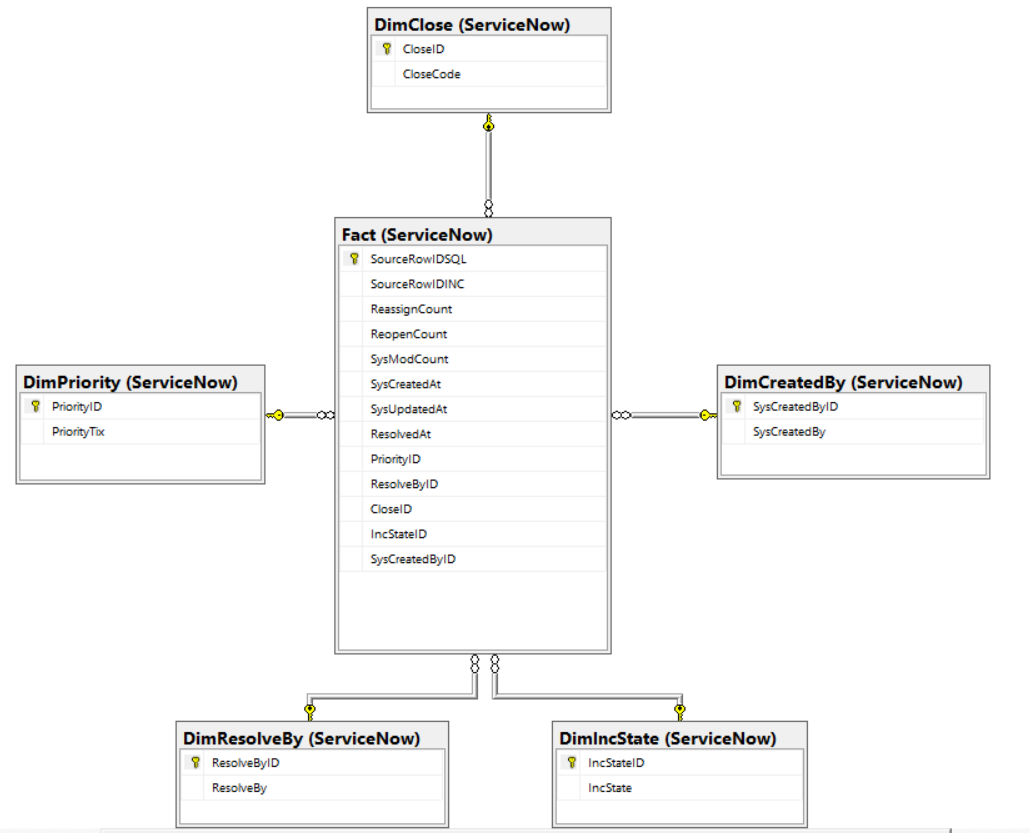 DimClose (ServiceNow)
CloseID
CloseCode
Fact (ServiceNow)
SourceRowIDSQL
SourceRowIDINC
ReassignCount
ReopenCount
SysModCount
SysCreatedAt
SysUpdatedAt
ResolvedAt
PriorityID
ResolveByID
CloseID
IncStateID
SysCreatedByID
DimPriority (ServiceNow)
PriorityID
PriorityTix
DimCreatedBy (ServiceNow)
SysCreatedByID
SysCreatedBy
DimResolveBy (ServiceNow)
ResolveByID
ResolveBy
DimIncState (ServiceNow)
IncStateID
IncState